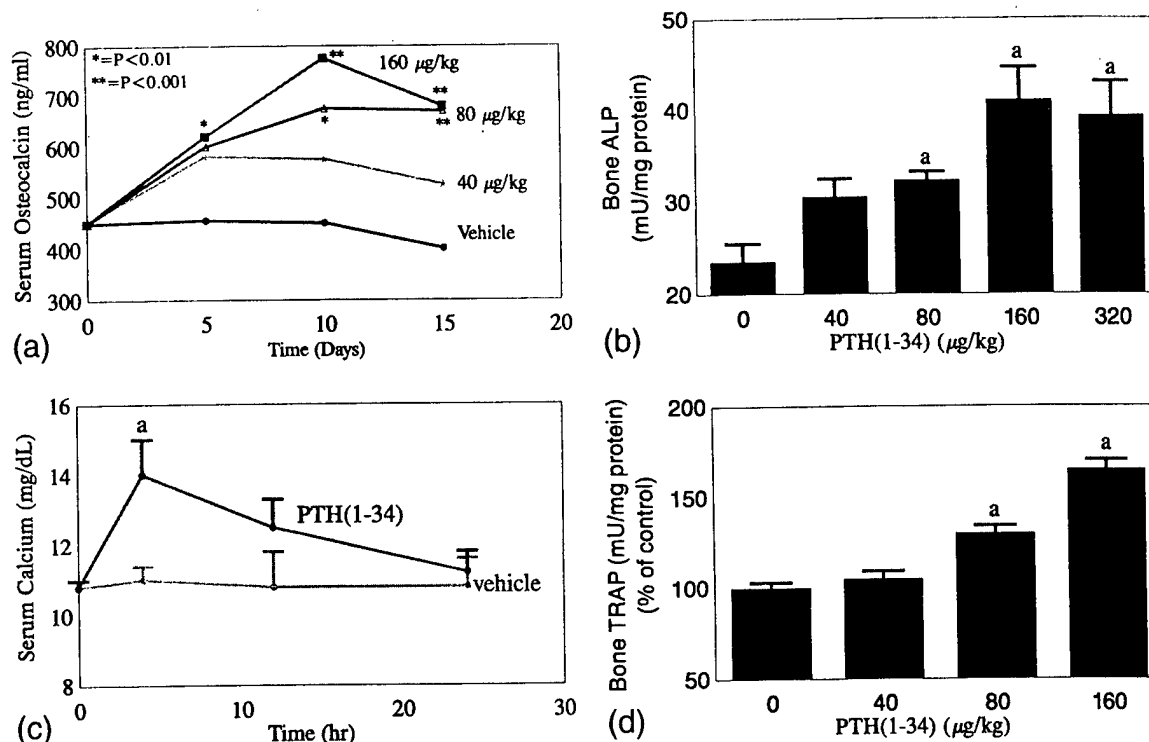 800
*=P<0.01
**
160 μg/kg
**=P<0.001
700
**
80 μg/kg
*
*
**
600
500
40 μg/kg
Vehicle
400
300
0
5
10
15
20
Serum Osteocalcin (ng/ml)
Time (Days)
(a)
50
a
a
40
a
30
20
0
40
80
160
320
Bone ALP
(mU/mg protein)
PTH(1-34) (μg/kg)
(b)
16
a
14
PTH(1-34)
12
vehicle
10
8
0
10
20
30
Serum Calcium (mg/dL)
Time (hr)
(c)
200
a
150
a
100
50
0
40
80
160
Bone TRAP (mU/mg protein)
(% of control)
PTH(1-34) (μg/kg)
(d)